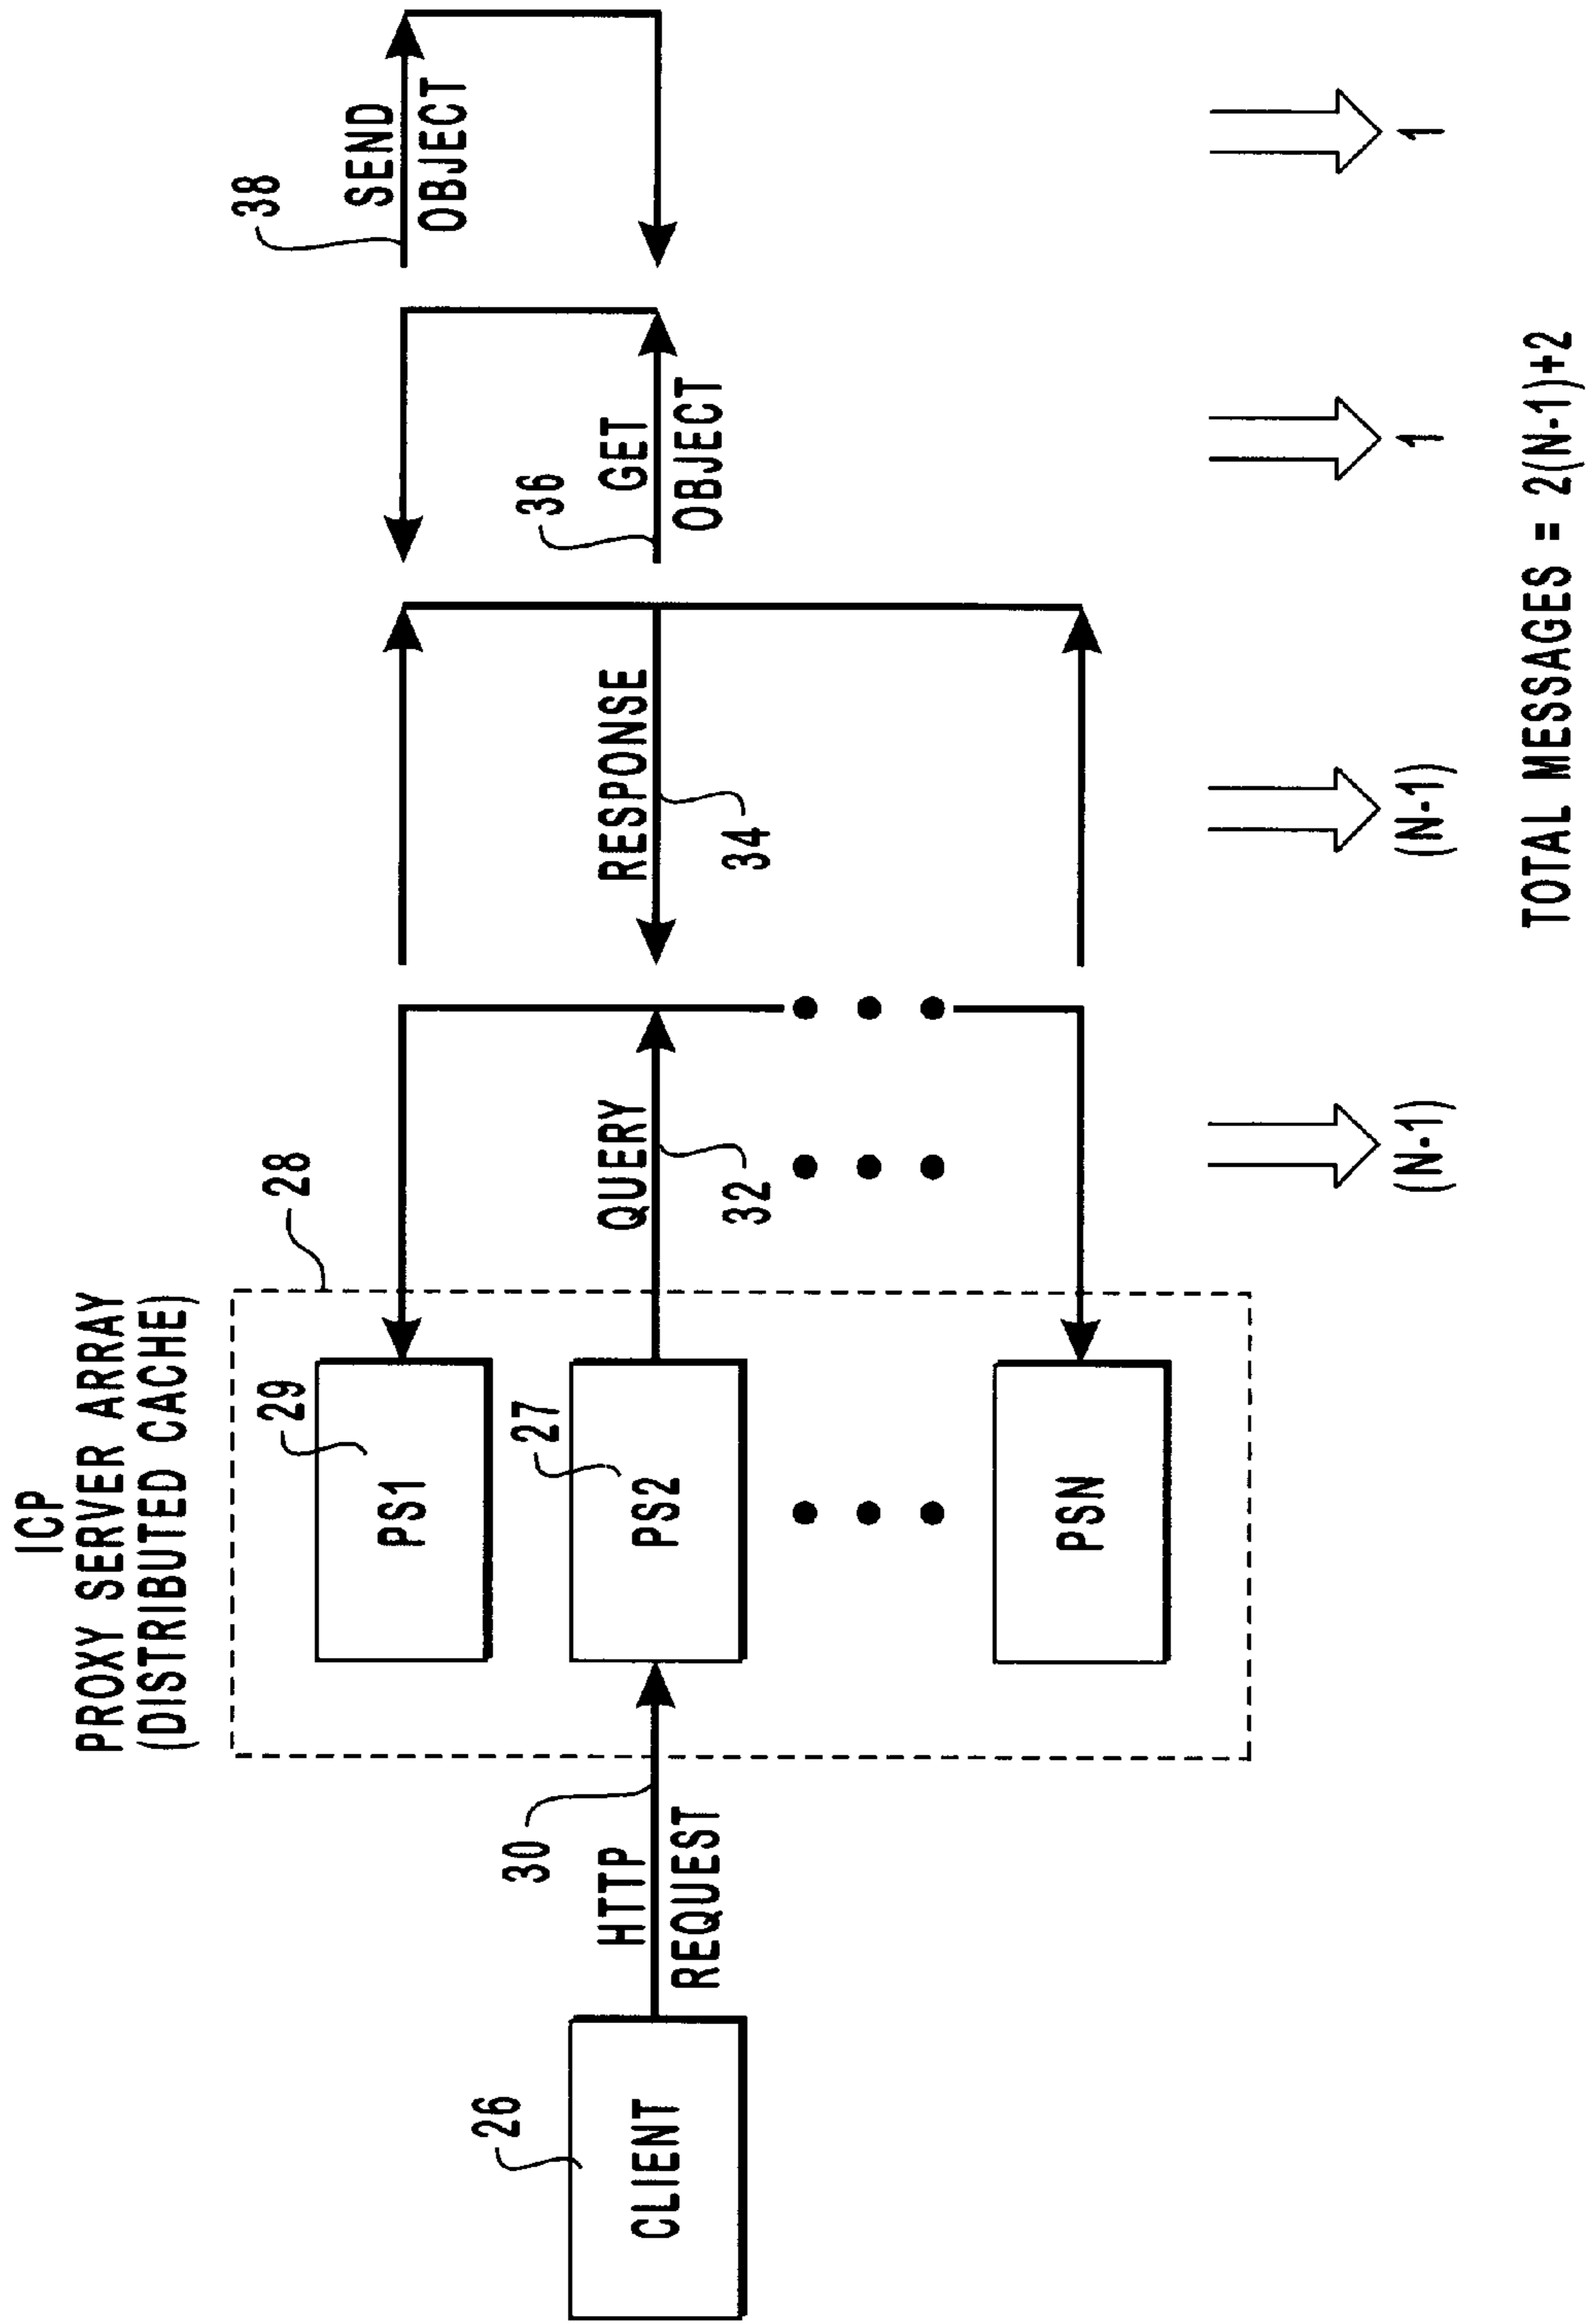 ICP
PROXY SERVER ARRAY
(DISTRIBUTED CACHE)
28
38
SEND
OBJECT
29
PS1
26
CLIENT
30
HTTP
REQUEST
27
PS2
QUERY
32
RESPONSE
34
36
GET
OBJECT
PSN
(N-1)
(N-1)
1
1
TOTAL MESSAGES = 2(N-1)+2